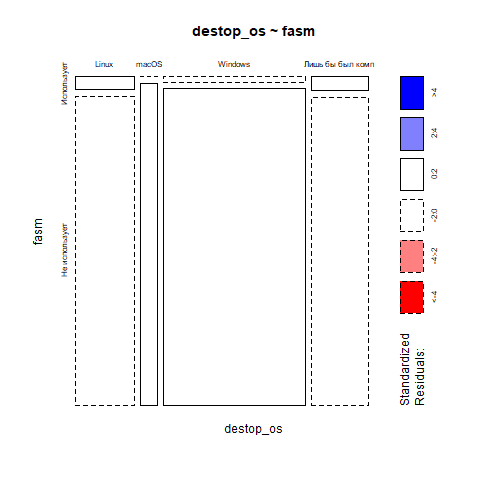 destop_os ~ fasm
Linux
macOS
Windows
Лишь бы был комп
Использует
Не использует
fasm
destop_os
>4
2:4
0:2
-2:0
-4:-2
<-4
Standardized
Residuals: